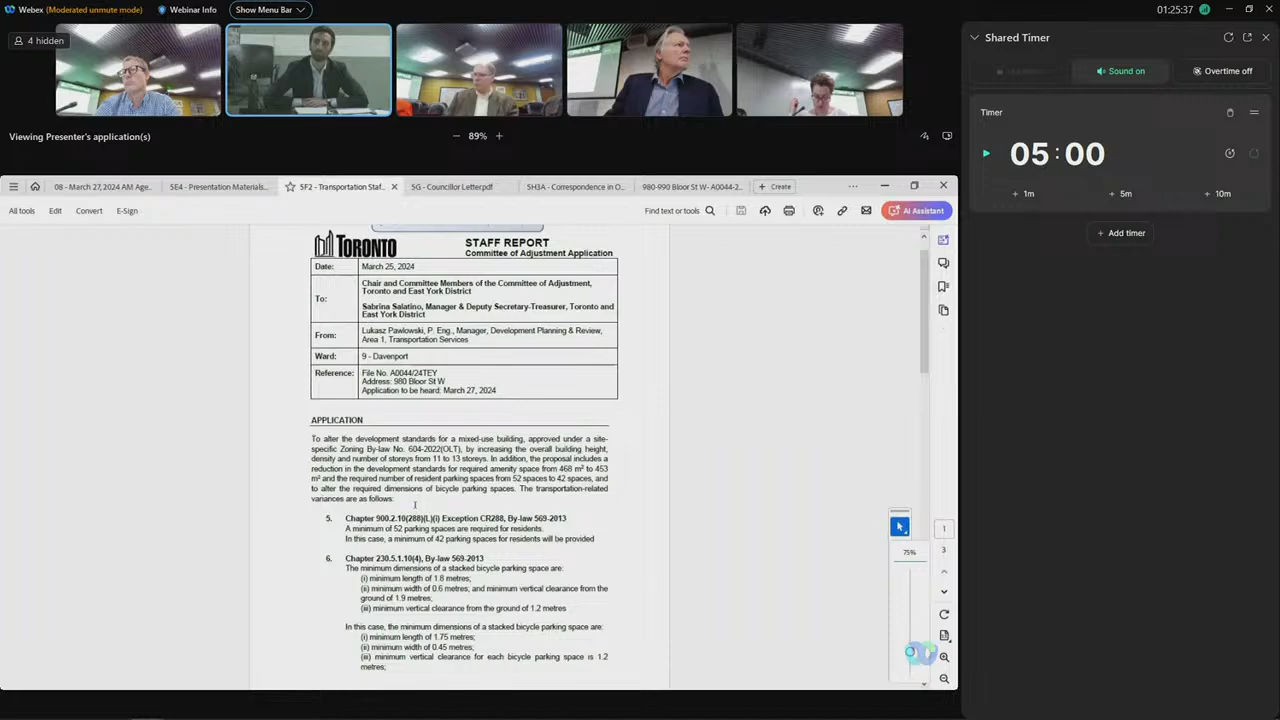 Webex (Moderated unmute mode) Webinar Info Show Menu Bar 01:25:37
4 hidden
Viewing Presenter's application(s) 89%
Shared Timer
Sound on Overtime off
Timer
05:00
+ 1m + 5m + 10m
+ Add timer
08 - March 27, 2024 AM Age... 5E4 - Presentation Materials... 5F2 - Transportation Staf... 5G - Councillor Letter.pdf 5H3A - Correspondence in O... 980-990 Bloor St W- A0044-2... + Create
All tools Edit Convert E-Sign Find text or tools AI Assistant
TORONTO STAFF REPORT
Committee of Adjustment Application
Date: March 25, 2024
To: Chair and Committee Members of the Committee of Adjustment,
Toronto and East York District
Sabrina Salatino, Manager & Deputy Secretary-Treasurer, Toronto and
East York District
From: Lukasz Pawlowski, P. Eng., Manager, Development Planning & Review,
Area 1, Transportation Services
Ward: 9 - Davenport
Reference: File No. A0044/24TEY
Address: 980 Bloor St W
Application to be heard: March 27, 2024
APPLICATION
To alter the development standards for a mixed-use building, approved under a site-
specific Zoning By-law No. 604-2022(OLT), by increasing the overall building height,
density and number of storeys from 11 to 13 storeys. In addition, the proposal includes a
reduction in the development standards for required amenity space from 468 m² to 453
m² and the required number of resident parking spaces from 52 spaces to 42 spaces, and
to alter the required dimensions of bicycle parking spaces. The transportation-related
variances are as follows:
5. Chapter 900.2.10(288)(L)(i) Exception CR288, By-law 569-2013
A minimum of 52 parking spaces are required for residents.
In this case, a minimum of 42 parking spaces for residents will be provided
6. Chapter 230.5.1.10(4), By-law 569-2013
The minimum dimensions of a stacked bicycle parking space are:
(i) minimum length of 1.8 metres;
(ii) minimum width of 0.6 metres; and minimum vertical clearance from the
ground of 1.9 metres;
(iii) minimum vertical clearance from the ground of 1.2 metres
In this case, the minimum dimensions of a stacked bicycle parking space are:
(i) minimum length of 1.75 metres;
(ii) minimum width of 0.45 metres;
(iii) minimum vertical clearance for each bicycle parking space is 1.2
metres;
1
3
75%